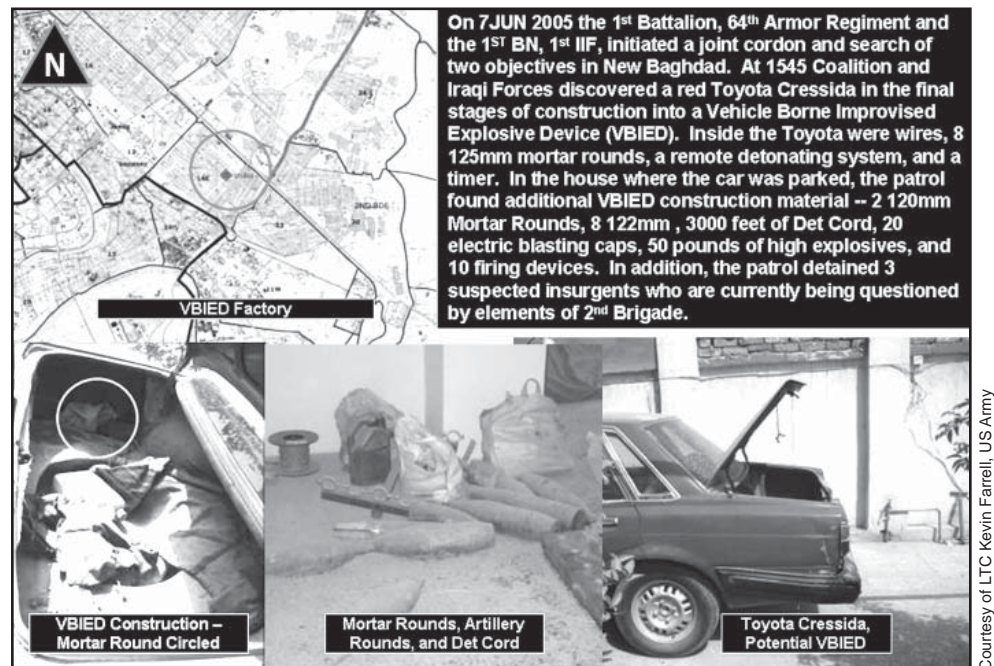 N
On 7JUN 2005 the 1st Battalion, 64th Armor Regiment and
the 1ST BN, 1st IIF, initiated a joint cordon and search of
two objectives in New Baghdad. At 1545 Coalition and
Iraqi Forces discovered a red Toyota Cressida in the final
stages of construction into a Vehicle Borne Improvised
Explosive Device (VBIED). Inside the Toyota were wires, 8
125mm mortar rounds, a remote detonating system, and a
timer. In the house where the car was parked, the patrol
found additional VBIED construction material -- 2 120mm
Mortar Rounds, 8 122mm , 3000 feet of Det Cord, 20
electric blasting caps, 50 pounds of high explosives, and
10 firing devices. In addition, the patrol detained 3
suspected insurgents who are currently being questioned
by elements of 2nd Brigade.
2ND BDE
VBIED Factory
VBIED Construction –
Mortar Round Circled
Mortar Rounds, Artillery
Rounds, and Det Cord
Toyota Cressida,
Potential VBIED
Courtesy of LTC Kevin Farrell, US Army